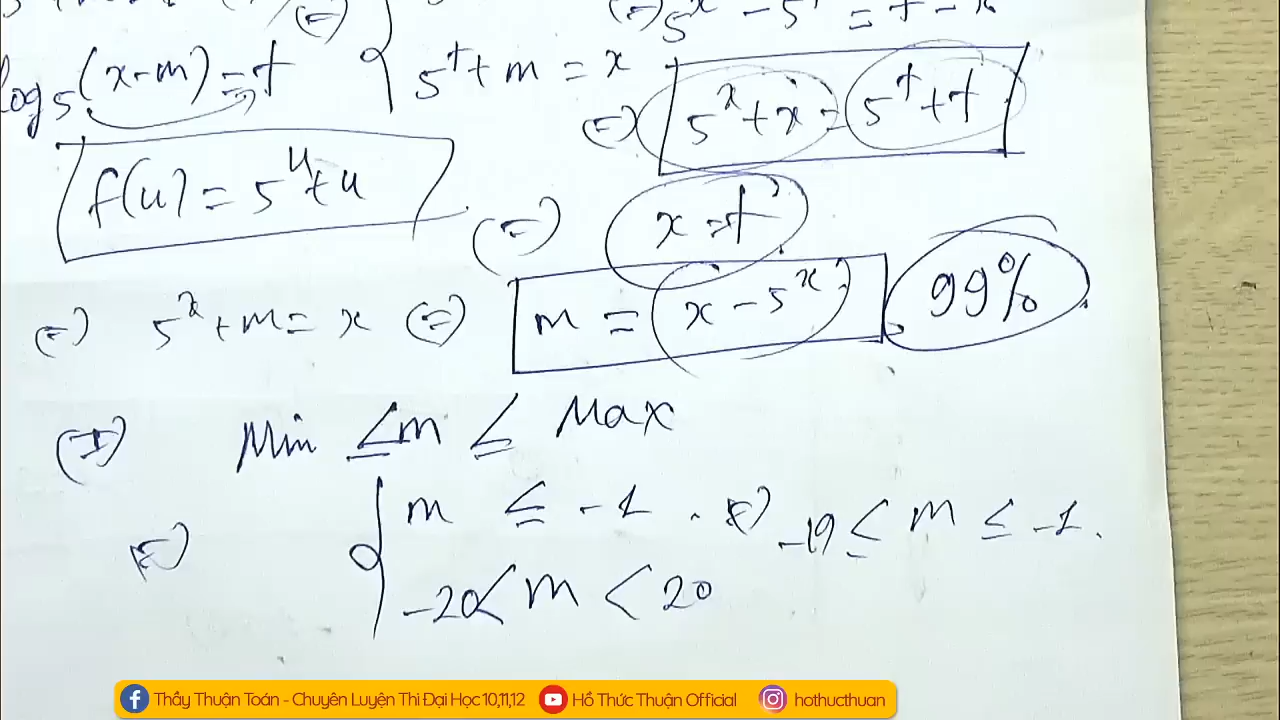 (=) 5^x - 5^t = t - x
log_5 (x-m) = t
5^t + m = x
(=) 5^x + x = 5^t + t
f(u) = 5^u + u
(=) x = t
(=) 5^x + m = x (=) m = x - 5^x 99%
(I) Min ≤ m ≤ Max
(=) { m ≤ -1 . (=) -19 ≤ m ≤ -1.
-20 < m < 20
Thầy Thuận Toán - Chuyên Luyện Thi Đại Học 10,11,12 Hồ Thức Thuận Official hothucthuan